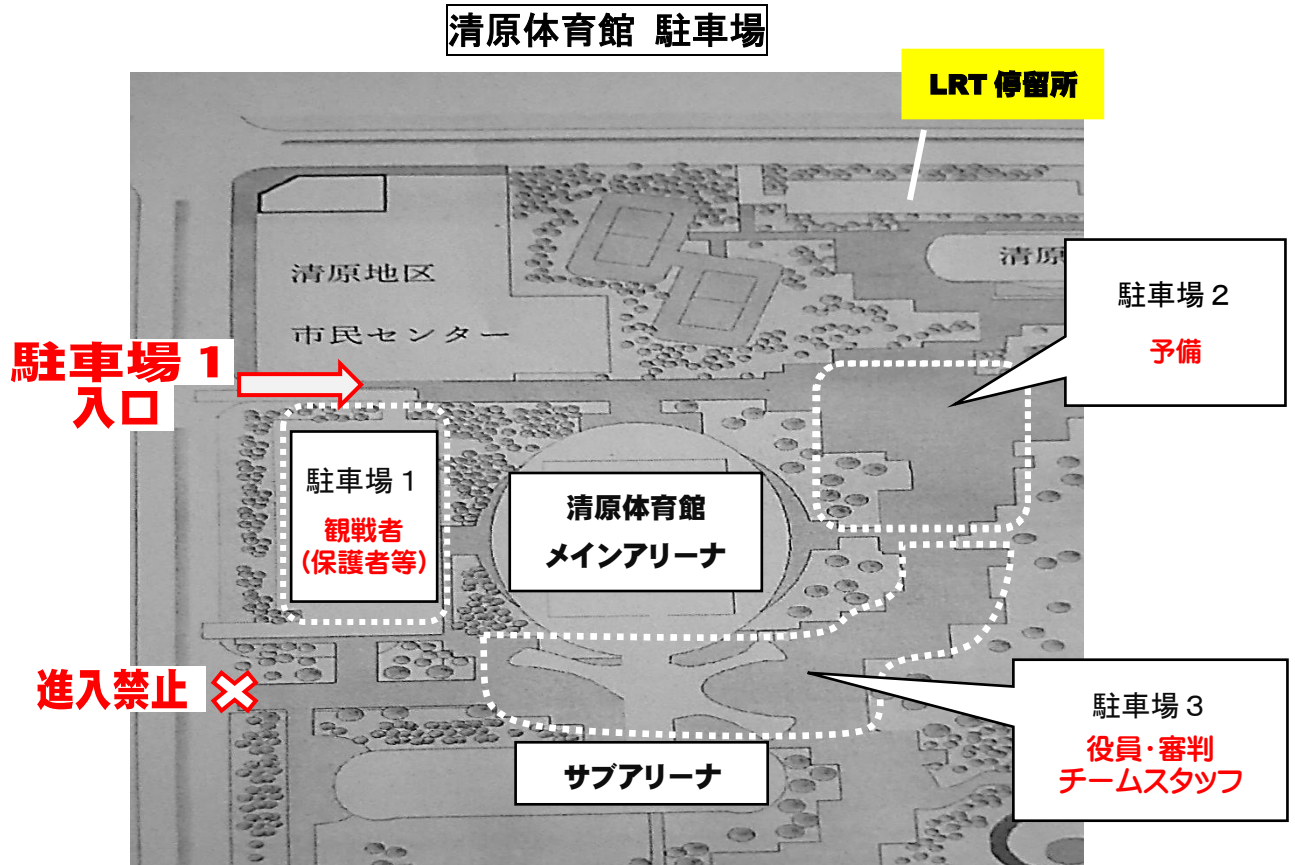 清原体育館 駐車場
LRT 停留所
清原地区
市民センター
清原
駐車場２
予備
駐車場１
入口
駐車場１
観戦者
(保護者等)
清原体育館
メインアリーナ
進入禁止
駐車場３
役員・審判
チームスタッフ
サブアリーナ